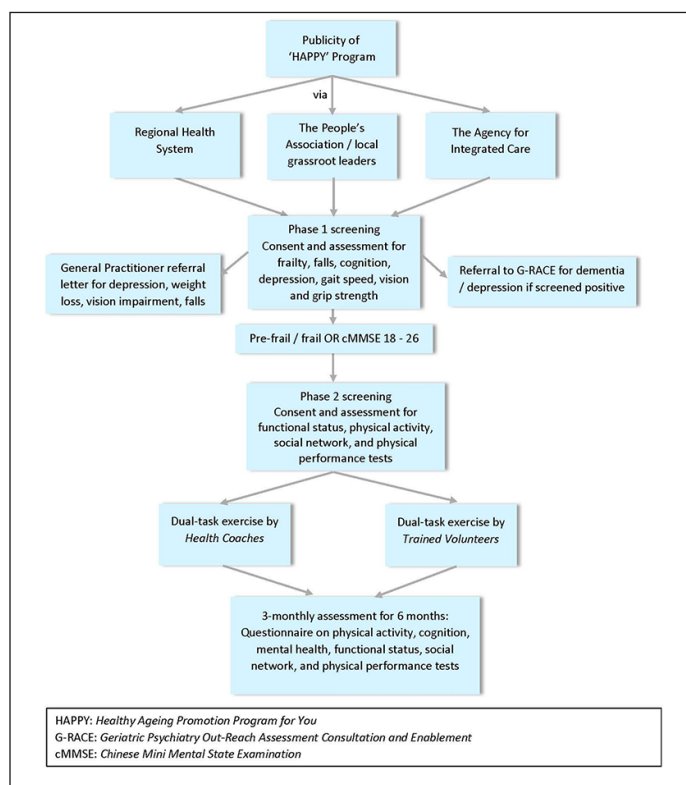 Publicity of
‘HAPPY’ Program
via
Regional Health
System
The People’s
Association / local
grassroot leaders
The Agency for
Integrated Care
Phase 1 screening
Consent and assessment for
frailty, falls, cognition,
depression, gait speed, vision
and grip strength
General Practitioner referral
letter for depression, weight
loss, vision impairment, falls
Referral to G-RACE for dementia
/ depression if screened positive
Pre-frail / frail OR cMMSE 18 - 26
Phase 2 screening
Consent and assessment for
functional status, physical activity,
social network, and physical
performance tests
Dual-task exercise by
Health Coaches
Dual-task exercise by
Trained Volunteers
3-monthly assessment for 6 months:
Questionnaire on physical activity, cognition,
mental health, functional status, social
network, and physical performance tests
HAPPY: Healthy Ageing Promotion Program for You
G-RACE: Geriatric Psychiatry Out-Reach Assessment Consultation and Enablement
cMMSE: Chinese Mini Mental State Examination